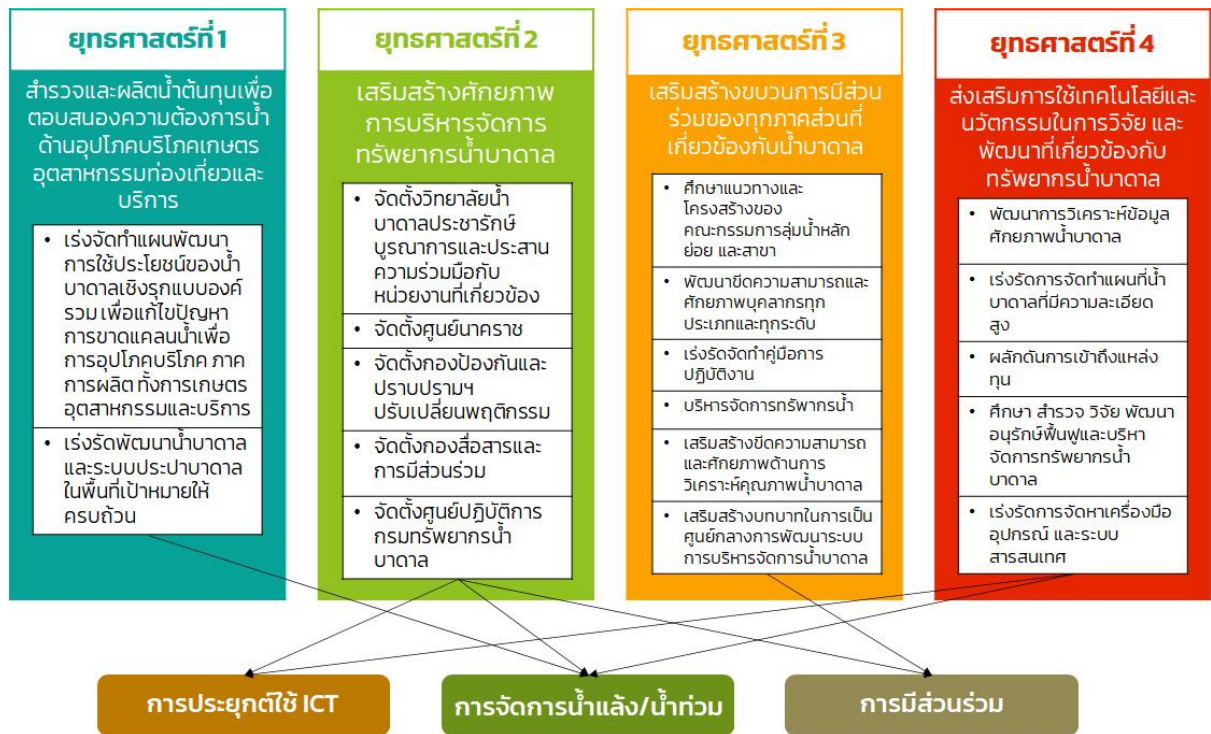 ยุทธศาสตร์ที่ 1
สำรวจและผลิตน้ำต้นทุนเพื่อ
ตอบสนองความต้องการน้ำ
ด้านอุปโภคบริโภคเกษตร
อุตสาหกรรมท่องเที่ยวและ
บริการ
• เร่งจัดทำแผนพัฒนา
การใช้ประโยชน์ของน้ำ
บาดาลเชิงรุกแบบองค์
รวม เพื่อแก้ไขปัญหา
การขาดแคลนน้ำเพื่อ
การอุปโภคบริโภค ภาค
การผลิต ทั้งการเกษตร
อุตสาหกรรมและบริการ
• เร่งรัดพัฒนาน้ำบาดาล
และระบบประปาบาดาล
ในพื้นที่เป้าหมายให้
ครบถ้วน
ยุทธศาสตร์ที่ 2
เสริมสร้างศักยภาพ
การบริหารจัดการ
ทรัพยากรน้ำบาดาล
• จัดตั้งวิทยาลัยน้ำ
บาดาลประชารักษ์
บูรณาการและประสาน
ความร่วมมือกับ
หน่วยงานที่เกี่ยวข้อง
• จัดตั้งศูนย์นาคราช
• จัดตั้งกองป้องกันและ
ปราบปรามฯ
ปรับเปลี่ยนพฤติกรรม
• จัดตั้งกองสื่อสารและ
การมีส่วนร่วม
• จัดตั้งศูนย์ปฏิบัติการ
กรมทรัพยากรน้ำ
บาดาล
ยุทธศาสตร์ที่ 3
เสริมสร้างขบวนการมีส่วน
ร่วมของทุกภาคส่วนที่
เกี่ยวข้องกับน้ำบาดาล
• ศึกษาแนวทางและ
โครงสร้างของ
คณะกรรมการลุ่มน้ำหลัก
ย่อย และสาขา
• พัฒนาขีดความสามารถและ
ศักยภาพบุคลากรทุก
ประเภทและทุกระดับ
• เร่งรัดจัดทำคู่มือการ
ปฏิบัติงาน
• บริหารจัดการทรัพากรน้ำ
• เสริมสร้างขีดความสามารถ
และศักยภาพด้านการ
วิเคราะห์คุณภาพน้ำบาดาล
• เสริมสร้างบทบาทในการเป็น
ศูนย์กลางการพัฒนาระบบ
การบริหารจัดการน้ำบาดาล
ยุทธศาสตร์ที่ 4
ส่งเสริมการใช้เทคโนโลยีและ
นวัตกรรมในการวิจัย และ
พัฒนาที่เกี่ยวข้องกับ
ทรัพยากรน้ำบาดาล
• พัฒนาการวิเคราะห์ข้อมูล
ศักยภาพน้ำบาดาล
• เร่งรัดการจัดทำแผนที่น้ำ
บาดาลที่มีความละเอียด
สูง
• ผลักดันการเข้าถึงแหล่ง
ทุน
• ศึกษา สำรวจ วิจัย พัฒนา
อนุรักษ์ฟื้นฟูและบริหา
จัดการทรัพยากรน้ำ
บาดาล
• เร่งรัดการจัดหาเครื่องมือ
อุปกรณ์ และระบบ
สารสนเทศ
การประยุกต์ใช้ ICT
การจัดการน้ำแล้ง/น้ำท่วม
การมีส่วนร่วม